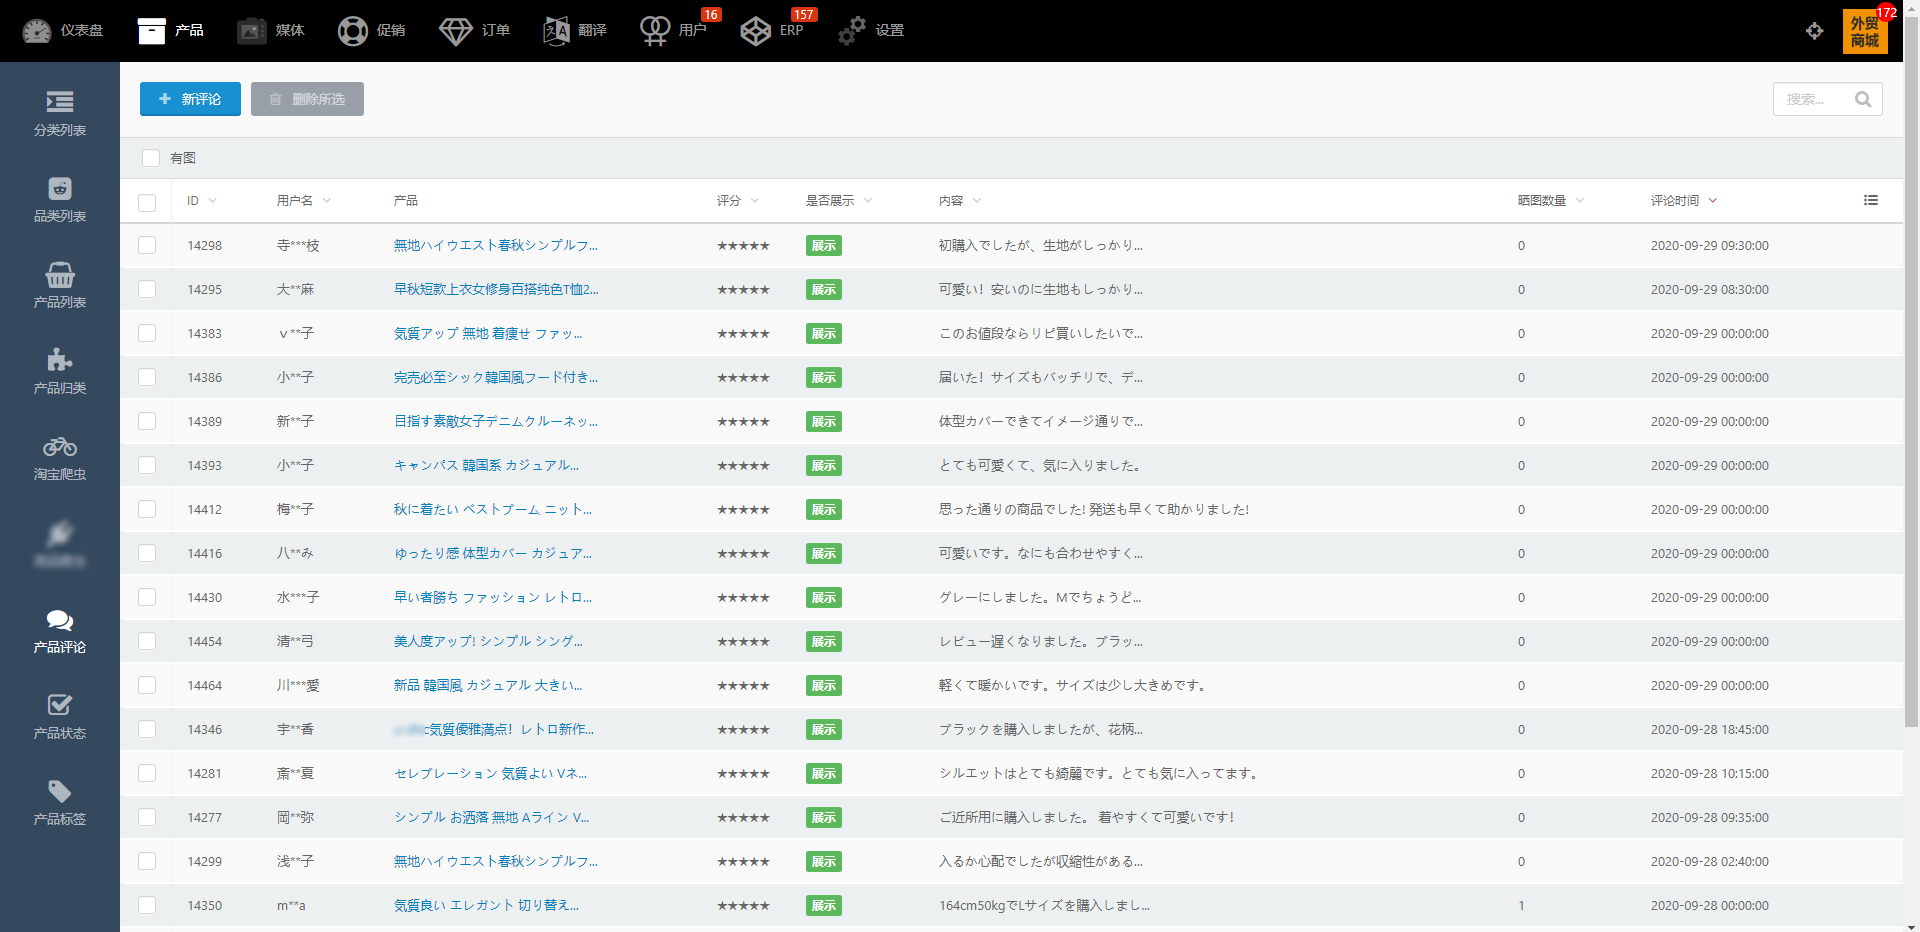 仪表盘 产品 媒体 促销 订单 翻译 用户 16 ERP 157 设置 外贸商城 172
分类列表
品类列表
产品列表
产品归类
淘宝爬虫
产品评论
产品状态
产品标签
新评论 删除所选 搜索...
有图
ID 用户名 产品 评分 是否展示 内容 晒图数量 评论时间
14298 寺***枝 無地ハイウエスト春秋シンプルフ... ★★★★★ 展示 初購入でしたが、生地がしっかり... 0 2020-09-29 09:30:00
14295 大**麻 早秋短款上衣女修身百搭纯色T恤2... ★★★★★ 展示 可愛い！安いのに生地もしっかり... 0 2020-09-29 08:30:00
14383 ｖ**子 気質アップ 無地 着痩せ ファッ... ★★★★★ 展示 このお値段ならリピ買いしたいで... 0 2020-09-29 00:00:00
14386 小**子 完売必至シック韓国風フード付き... ★★★★★ 展示 届いた！サイズもバッチリで、デ... 0 2020-09-29 00:00:00
14389 新**子 目指す素敵女子デニムクルーネッ... ★★★★★ 展示 体型カバーできてイメージ通りで... 0 2020-09-29 00:00:00
14393 小**子 キャンパス 韓国系 カジュアル... ★★★★★ 展示 とても可愛くて、気に入りました。 0 2020-09-29 00:00:00
14412 梅**子 秋に着たい ベストブーム ニット... ★★★★★ 展示 思った通りの商品でした! 発送も早くて助かりました! 0 2020-09-29 00:00:00
14416 八**み ゆったり感 体型カバー カジュア... ★★★★★ 展示 可愛いです。なにも合わせやすく... 0 2020-09-29 00:00:00
14430 水***子 早い者勝ち ファッション レトロ... ★★★★★ 展示 グレーにしました。Mでちょうど... 0 2020-09-29 00:00:00
14454 清**弓 美人度アップ! シンプル シング... ★★★★★ 展示 レビュー遅くなりました。ブラッ... 0 2020-09-29 00:00:00
14464 川***愛 新品 韓国風 カジュアル 大きい... ★★★★★ 展示 軽くて暖かいです。サイズは少し大きめです。 0 2020-09-29 00:00:00
14346 宇**香 c気質優雅満点！レトロ新作... ★★★★★ 展示 ブラックを購入しましたが、花柄... 0 2020-09-28 18:45:00
14281 斎**夏 セレブレーション 気質よい Vネ... ★★★★★ 展示 シルエットはとても綺麗です。とても気に入ってます。 0 2020-09-28 10:15:00
14277 岡**弥 シンプル お洒落 無地 Aライン V... ★★★★★ 展示 ご近所用に購入しました。 着やすくて可愛いです！ 0 2020-09-28 09:35:00
14299 浅**子 無地ハイウエスト春秋シンプルフ... ★★★★★ 展示 入るか心配でしたが収縮性がある... 0 2020-09-28 02:40:00
14350 m**a 気質良い エレガント 切り替え... ★★★★★ 展示 164cm50kgでLサイズを購入しまし... 1 2020-09-28 00:00:00